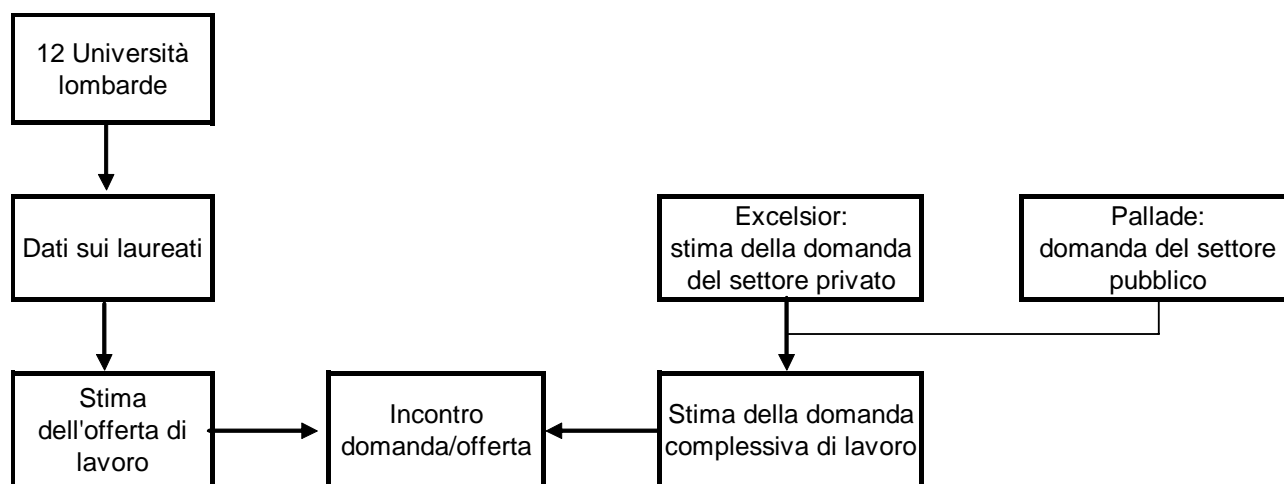 12 Università
lombarde
Dati sui laureati
Excelsior:
stima della domanda
del settore privato
Pallade:
domanda del settore
pubblico
Stima
dell'offerta di
lavoro
Incontro
domanda/offerta
Stima della domanda
complessiva di lavoro